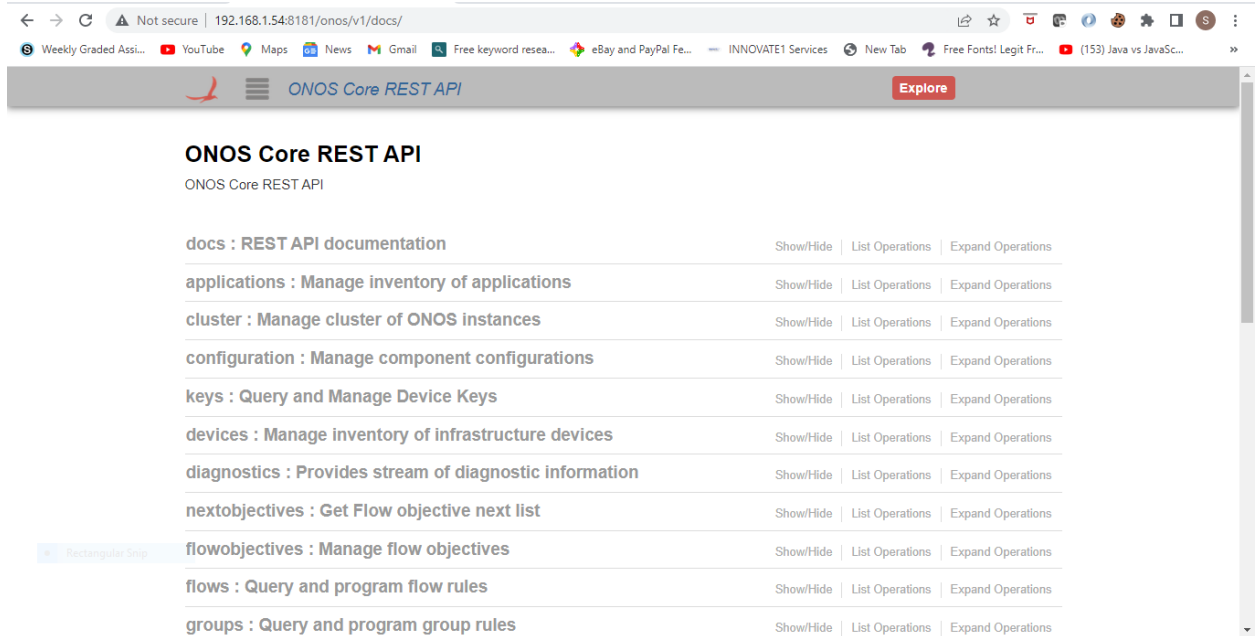 Not secure | 192.168.1.54:8181/onos/v1/docs/
S
Weekly Graded Assi... YouTube Maps News Gmail Free keyword resea... eBay and PayPal Fe... INNOVATE1 Services New Tab Free Fonts! Legit Fr... (153) Java vs JavaSc... »
ONOS Core REST API Explore
ONOS Core REST API
ONOS Core REST API
docs : REST API documentation Show/Hide | List Operations | Expand Operations
applications : Manage inventory of applications Show/Hide | List Operations | Expand Operations
cluster : Manage cluster of ONOS instances Show/Hide | List Operations | Expand Operations
configuration : Manage component configurations Show/Hide | List Operations | Expand Operations
keys : Query and Manage Device Keys Show/Hide | List Operations | Expand Operations
devices : Manage inventory of infrastructure devices Show/Hide | List Operations | Expand Operations
diagnostics : Provides stream of diagnostic information Show/Hide | List Operations | Expand Operations
nextobjectives : Get Flow objective next list Show/Hide | List Operations | Expand Operations
Rectangular Snip
flowobjectives : Manage flow objectives Show/Hide | List Operations | Expand Operations
flows : Query and program flow rules Show/Hide | List Operations | Expand Operations
groups : Query and program group rules Show/Hide | List Operations | Expand Operations